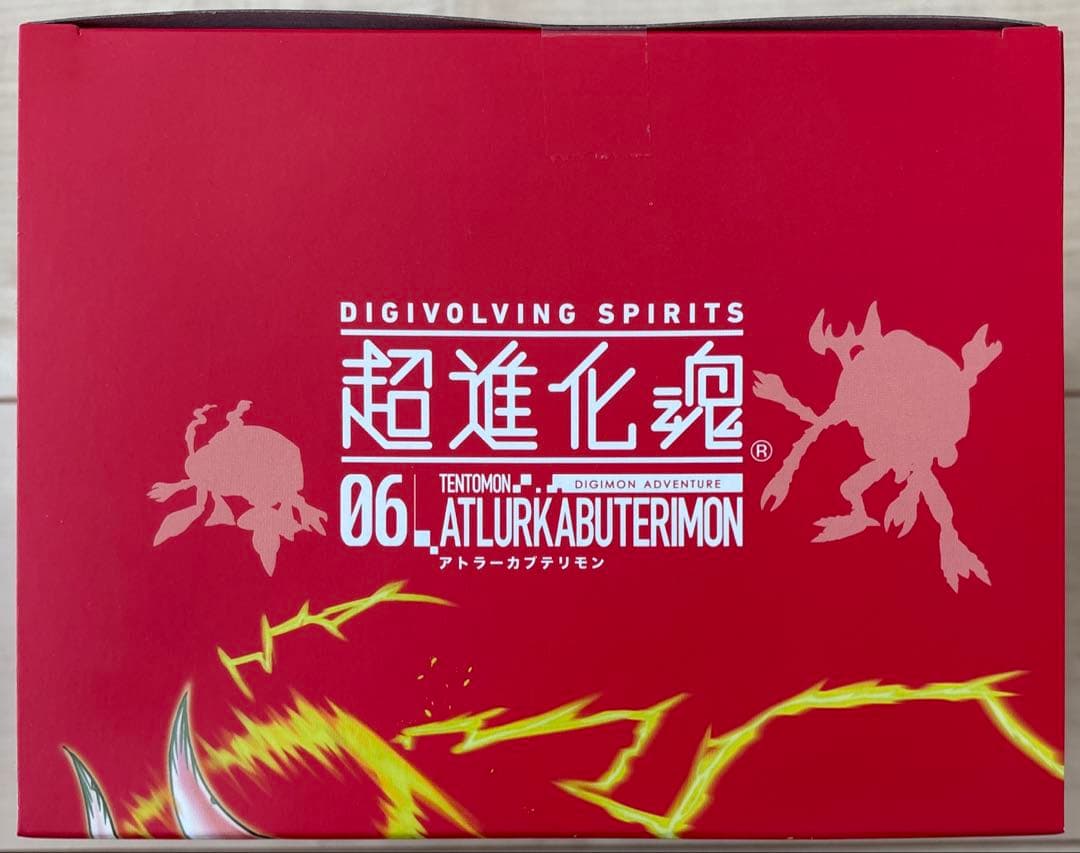 DIGIVOLVING SPIRITS
超進化魂®
06 TENTOMON DIGIMON ADVENTURE
ATLURKABUTERIMON
アトラーカブテリモン